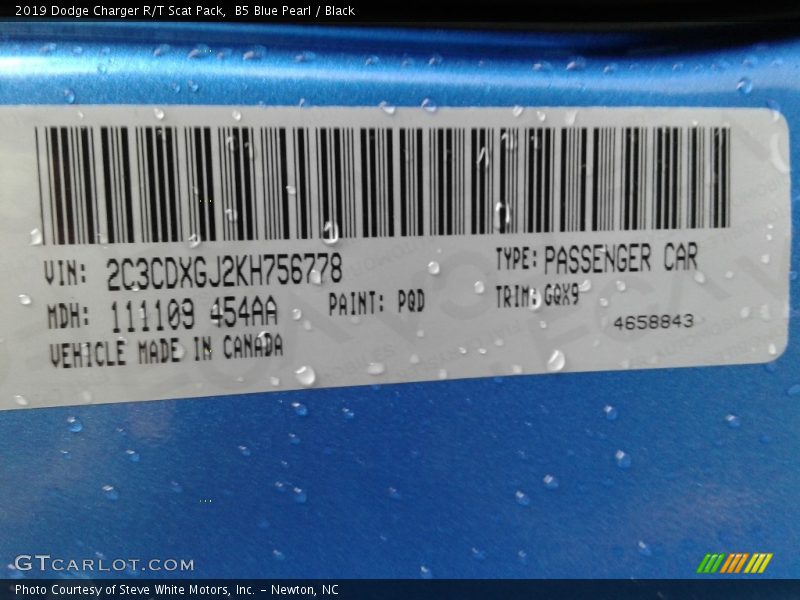 2019 Dodge Charger R/T Scat Pack, B5 Blue Pearl / Black
VIN: 2C3CDXGJ2KH756778
TYPE: PASSENGER CAR
MDH: 111109 454AA
PAINT: PQD
TRIM: GQX9
4658843
VEHICLE MADE IN CANADA
GTCARLOT.COM
Photo Courtesy of Steve White Motors, Inc. – Newton, NC